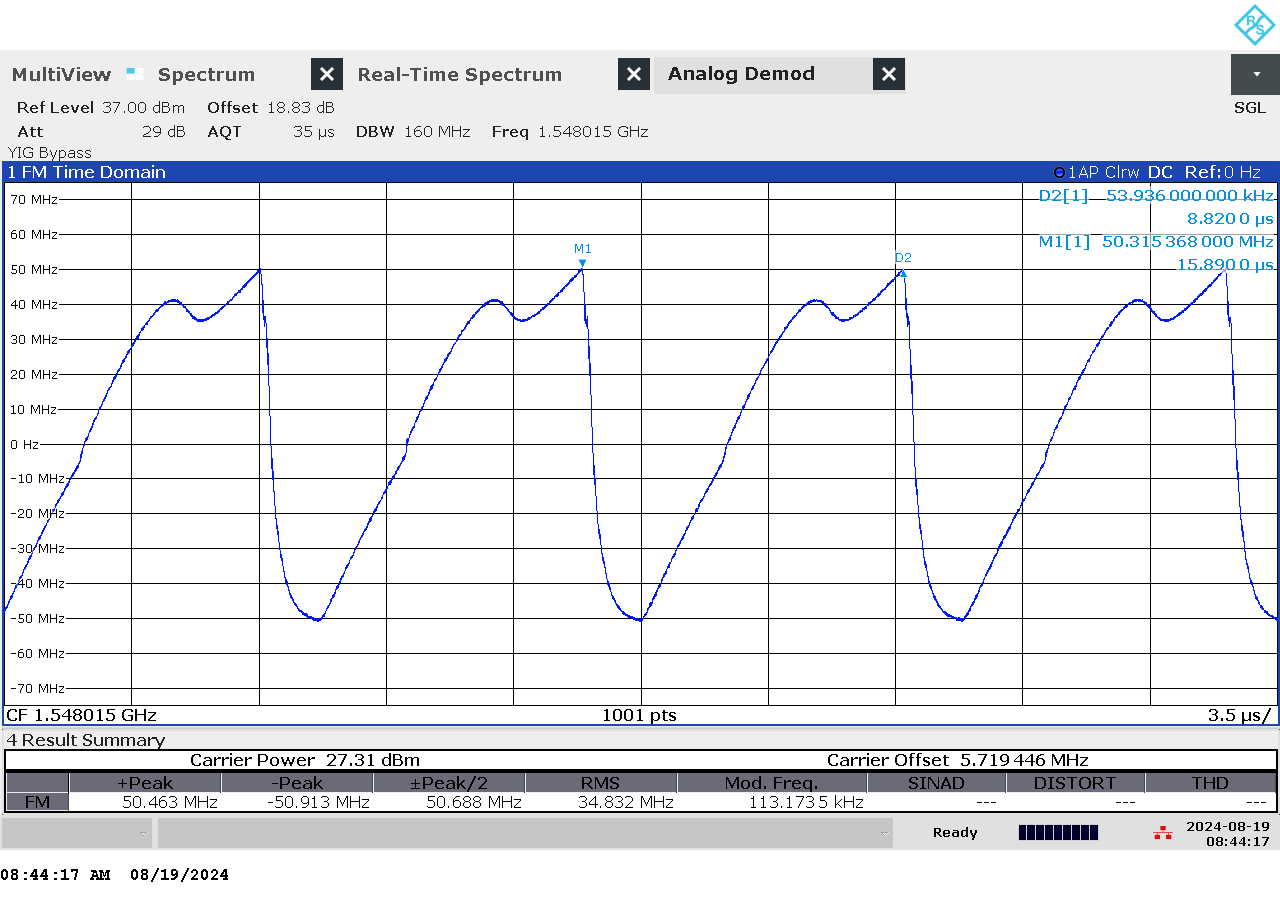 R S
MultiView Spectrum Real-Time Spectrum Analog Demod
Ref Level 37.00 dBm Offset 18.83 dB SGL
Att 29 dB AQT 35 µs DBW 160 MHz Freq 1.548015 GHz
YIG Bypass
1 FM Time Domain 1AP Clrw DC Ref: 0 Hz
D2[1] 53.936 000 000 kHz
8.820 0 µs
M1[1] 50.315 368 000 MHz
15.890 0 µs
70 MHz
60 MHz
M1
D2
50 MHz
40 MHz
30 MHz
20 MHz
10 MHz
0 Hz
-10 MHz
-20 MHz
-30 MHz
-40 MHz
-50 MHz
-60 MHz
-70 MHz
CF 1.548015 GHz 1001 pts 3.5 µs/
4 Result Summary
Carrier Power 27.31 dBm Carrier Offset 5.719 446 MHz
+Peak -Peak ±Peak/2 RMS Mod. Freq. SINAD DISTORT THD
FM 50.463 MHz -50.913 MHz 50.688 MHz 34.832 MHz 113.173 5 kHz --- --- ---
Ready 2024-08-19
08:44:17
08:44:17 AM 08/19/2024